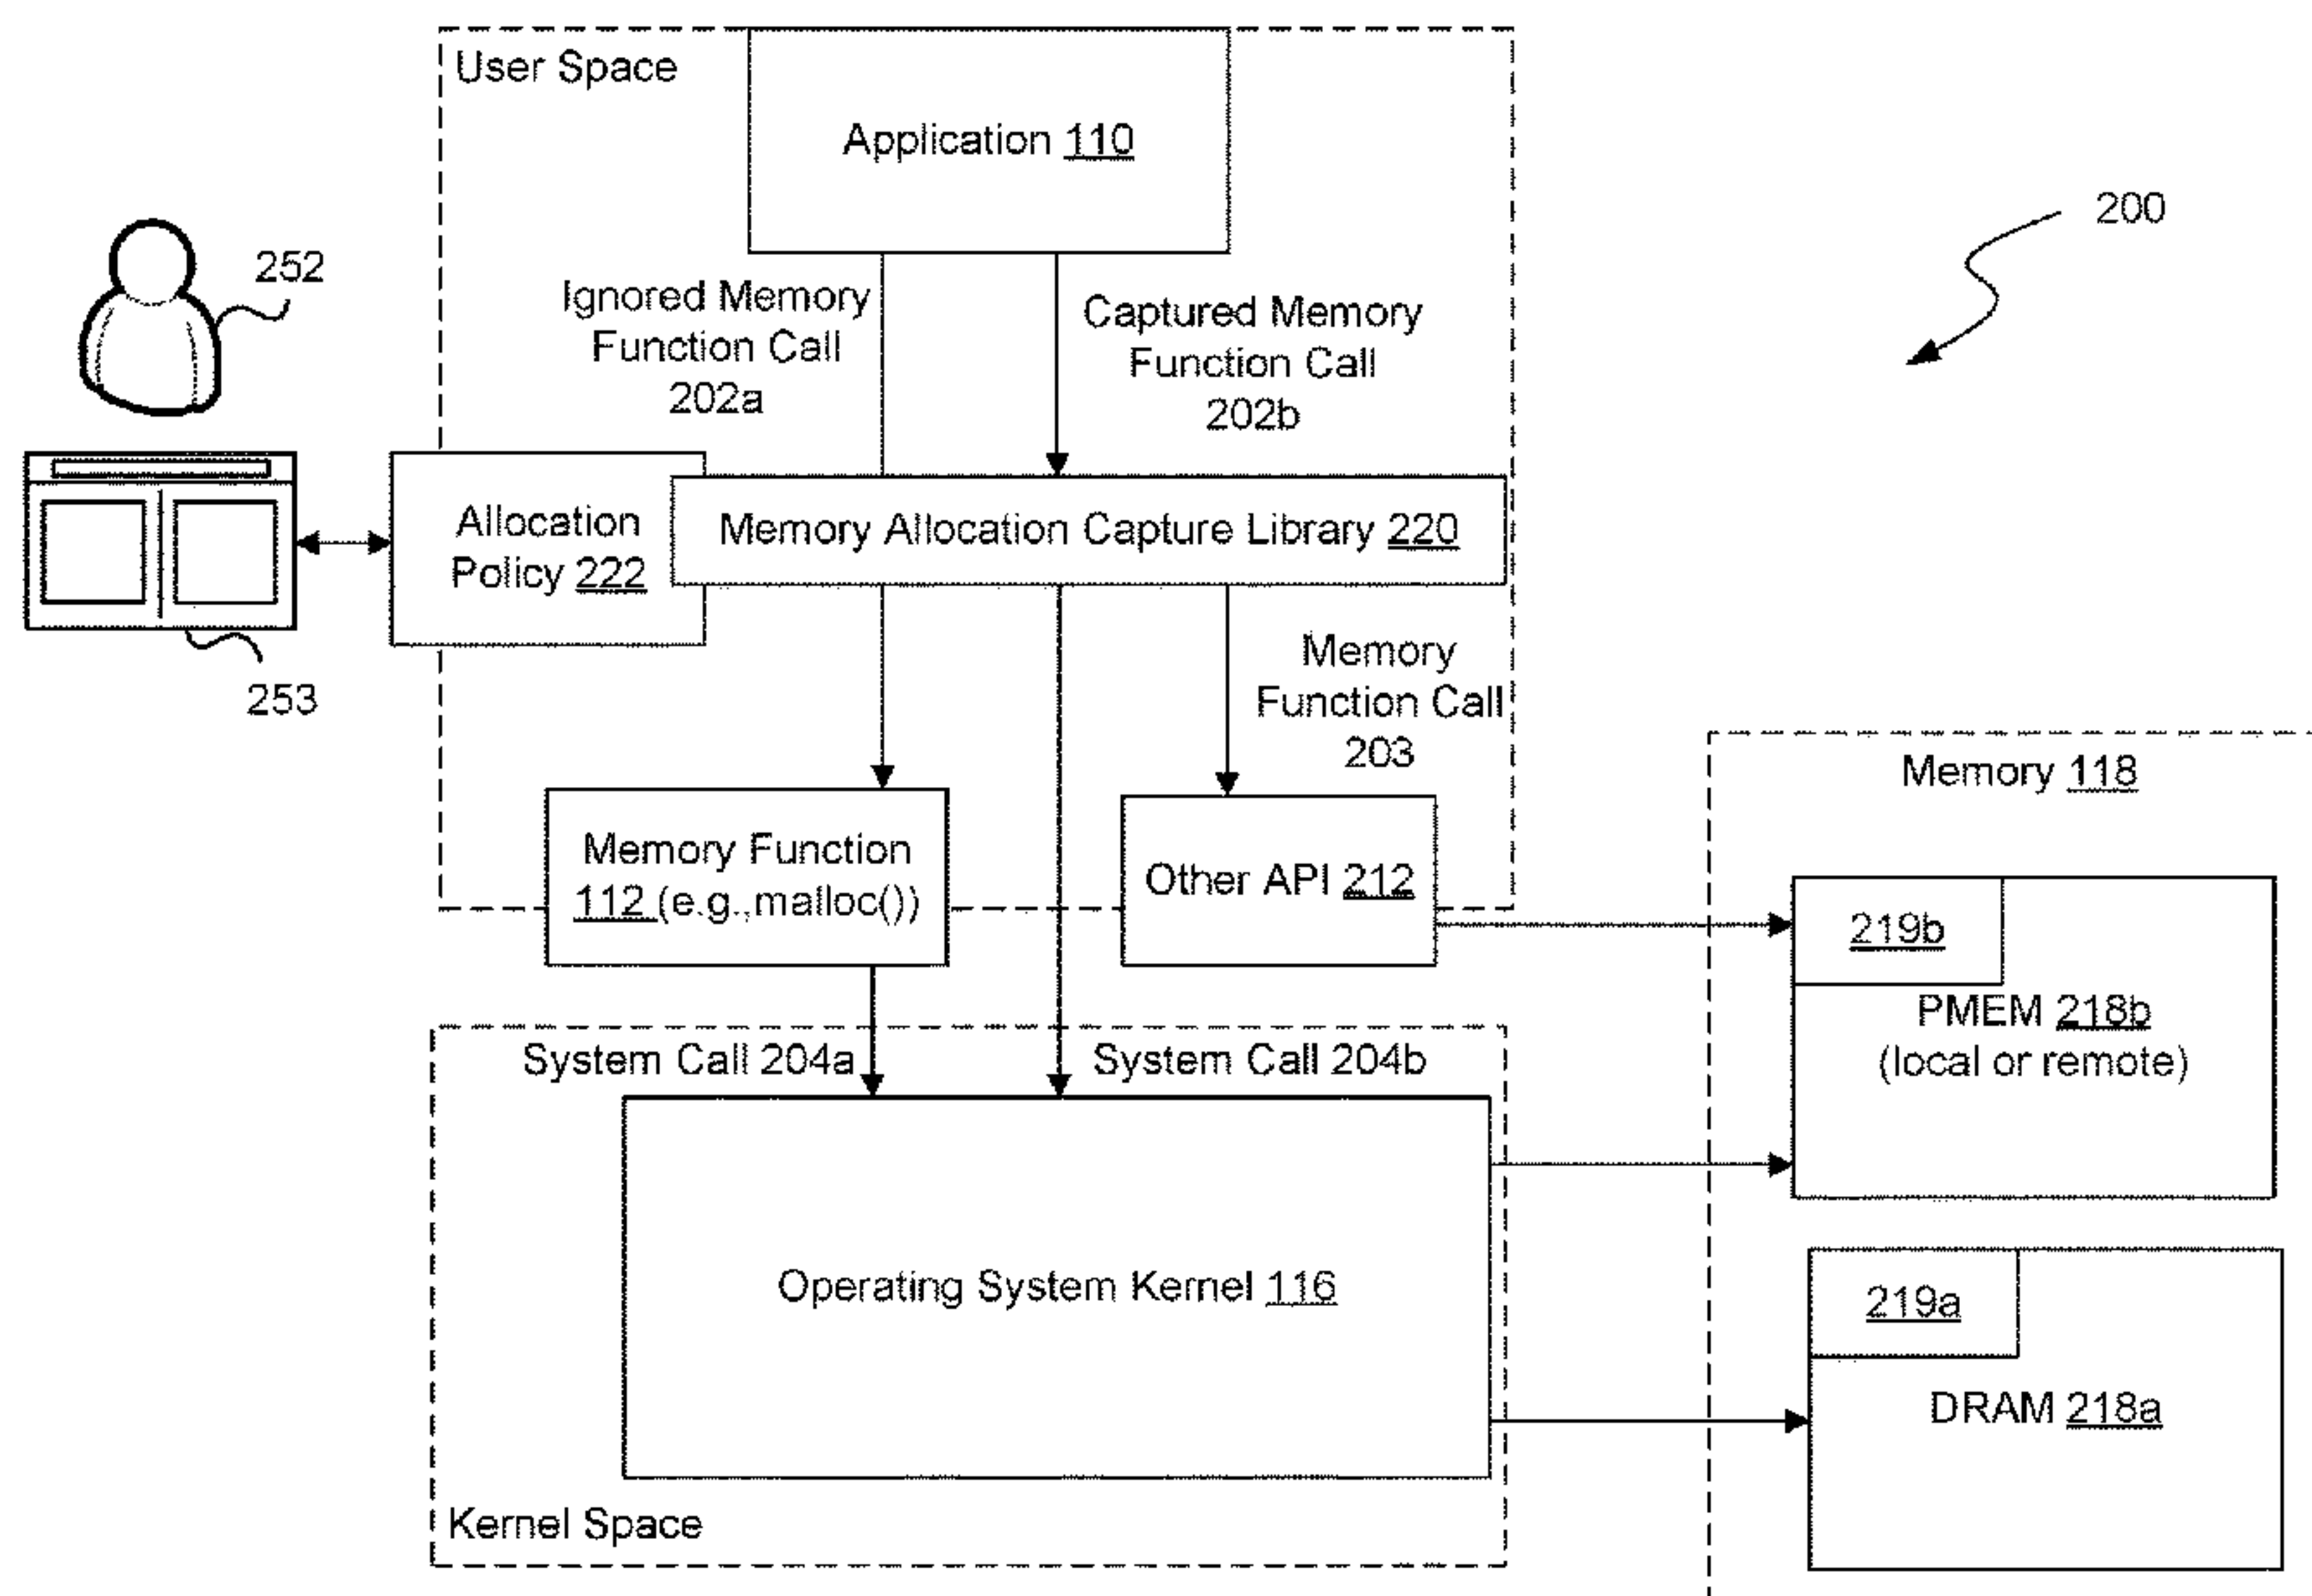 User Space
Application 110
200
252
Ignored Memory
Function Call
202a
Captured Memory
Function Call
202b
Allocation
Policy 222
Memory Allocation Capture Library 220
253
Memory
Function Call
203
Memory 118
Memory Function
112 (e.g.,malloc())
Other API 212
219b
PMEM 218b
(local or remote)
System Call 204a
System Call 204b
Operating System Kernel 116
219a
DRAM 218a
Kernel Space